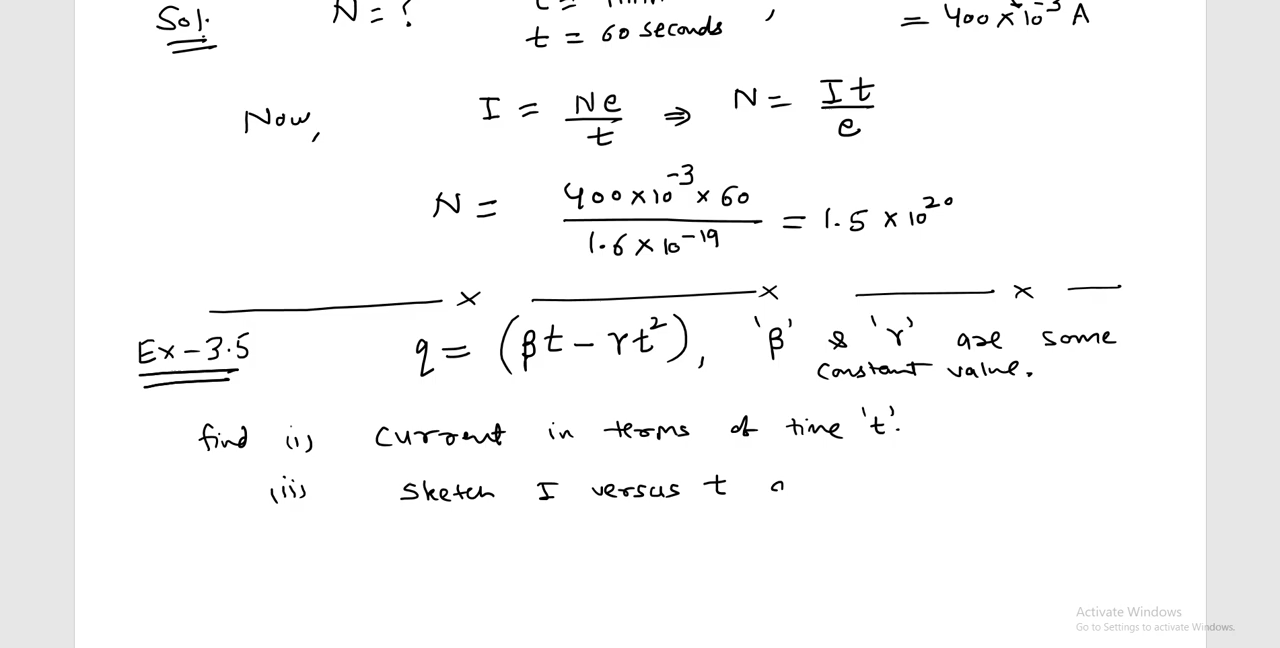 Sol: N = ? t =
t = 60 seconds , = 400 × 10⁻³ A
Now, I = Ne/t ⇒ N = It/e
N = 400×10⁻³ × 60 / 1.6 × 10⁻¹⁹ = 1.5 × 10²⁰
Ex – 3.5 q = (βt – γt²), 'β' & 'γ' are some
constant value.
find (i) current in terms of time 't'.
(ii) sketch I versus t
Activate Windows
Go to Settings to activate Windows.